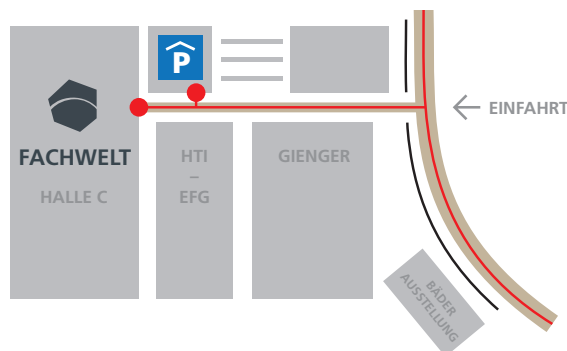 P
EINFAHRT
FACHWELT
HALLE C
HTI
–
EFG
GIENGER
BÄDER
AUSSTELLUNG